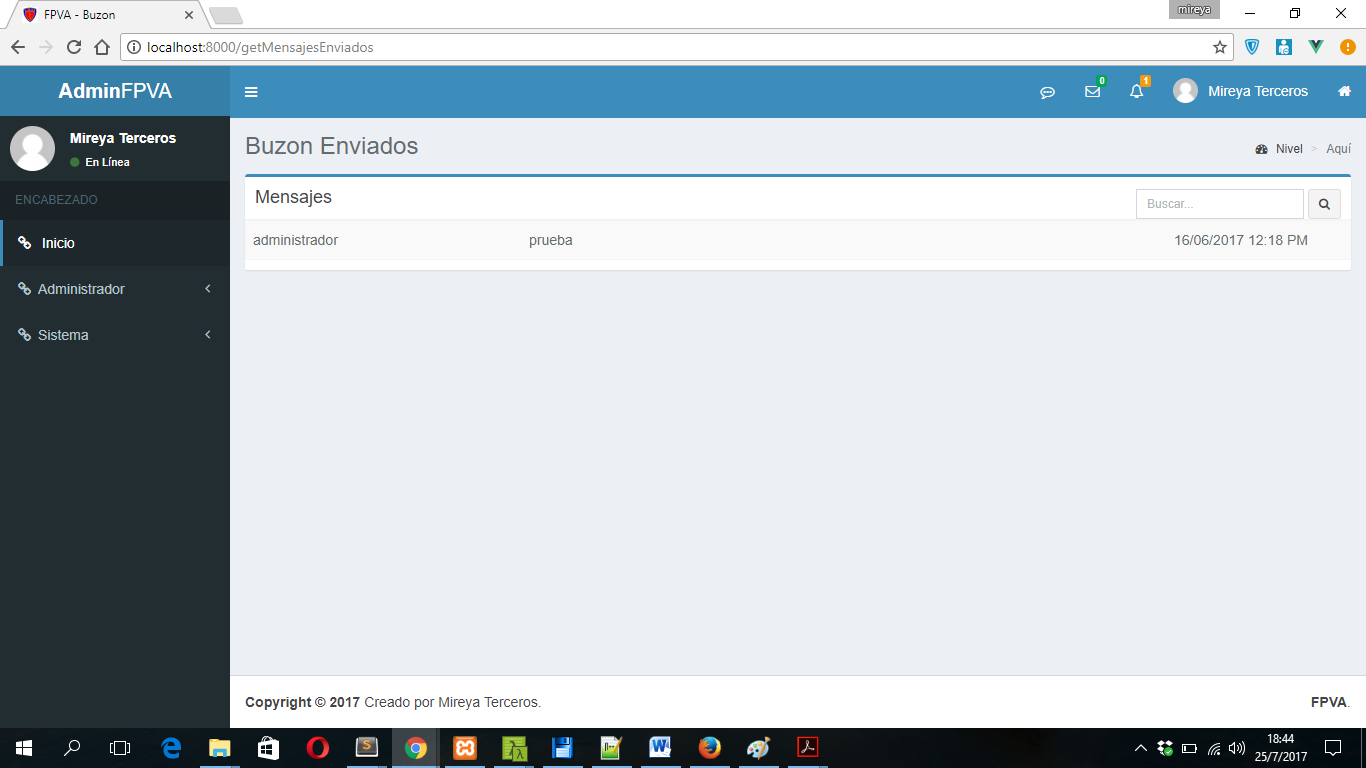 FPVA - Buzon
mireya
localhost:8000/getMensajesEnviados
AdminFPVA
0
1
Mireya Terceros
Mireya Terceros
En Línea
ENCABEZADO
Inicio
Administrador
Sistema
Buzon Enviados
Nivel > Aquí
Mensajes
Buscar...
administrador prueba 16/06/2017 12:18 PM
Copyright © 2017 Creado por Mireya Terceros.
FPVA.
18:44
25/7/2017